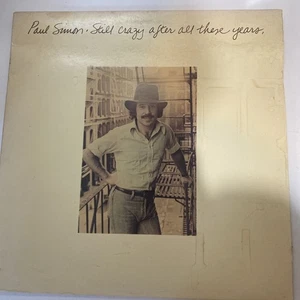 Paul Simon · Still crazy after all these years.